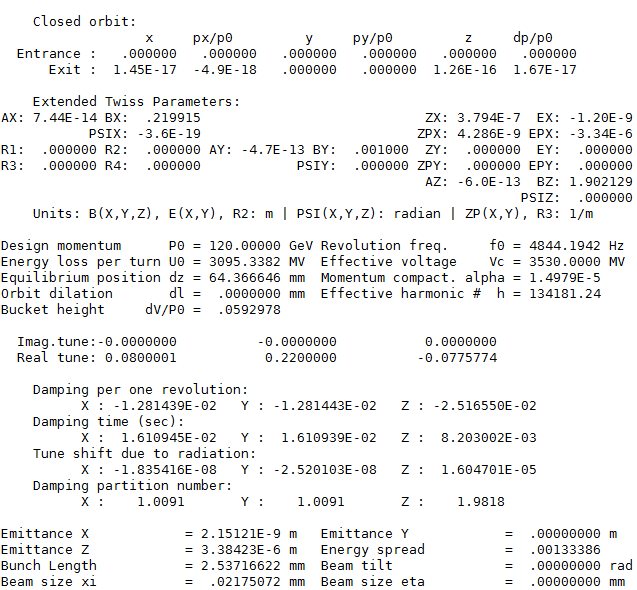 Closed orbit:
x px/p0 y py/p0 z dp/p0
Entrance : .000000 .000000 .000000 .000000 .000000 .000000
Exit : 1.45E-17 -4.9E-18 .000000 .000000 1.26E-16 1.67E-17
Extended Twiss Parameters:
AX: 7.44E-14 BX: .219915 ZX: 3.794E-7 EX: -1.20E-9
PSIX: -3.6E-19 ZPX: 4.286E-9 EPX: -3.34E-6
R1: .000000 R2: .000000 AY: -4.7E-13 BY: .001000 ZY: .000000 EY: .000000
R3: .000000 R4: .000000 PSIY: .000000 ZPY: .000000 EPY: .000000
AZ: -6.0E-13 BZ: 1.902129
PSIZ: .000000
Units: B(X,Y,Z), E(X,Y), R2: m | PSI(X,Y,Z): radian | ZP(X,Y), R3: 1/m
Design momentum P0 = 120.00000 GeV Revolution freq. f0 = 4844.1942 Hz
Energy loss per turn U0 = 3095.3382 MV Effective voltage Vc = 3530.0000 MV
Equilibrium position dz = 64.366646 mm Momentum compact. alpha = 1.4979E-5
Orbit dilation dl = .0000000 mm Effective harmonic # h = 134181.24
Bucket height dV/P0 = .0592978
Imag.tune:-0.0000000 -0.0000000 0.0000000
Real tune: 0.0800001 0.2200000 -0.0775774
Damping per one revolution:
X : -1.281439E-02 Y : -1.281443E-02 Z : -2.516550E-02
Damping time (sec):
X : 1.610945E-02 Y : 1.610939E-02 Z : 8.203002E-03
Tune shift due to radiation:
X : -1.835416E-08 Y : -2.520103E-08 Z : 1.604701E-05
Damping partition number:
X : 1.0091 Y : 1.0091 Z : 1.9818
Emittance X = 2.15121E-9 m Emittance Y = .00000000 m
Emittance Z = 3.38423E-6 m Energy spread = .00133386
Bunch Length = 2.53716622 mm Beam tilt = .00000000 rad
Beam size xi = .02175072 mm Beam size eta = .00000000 mm